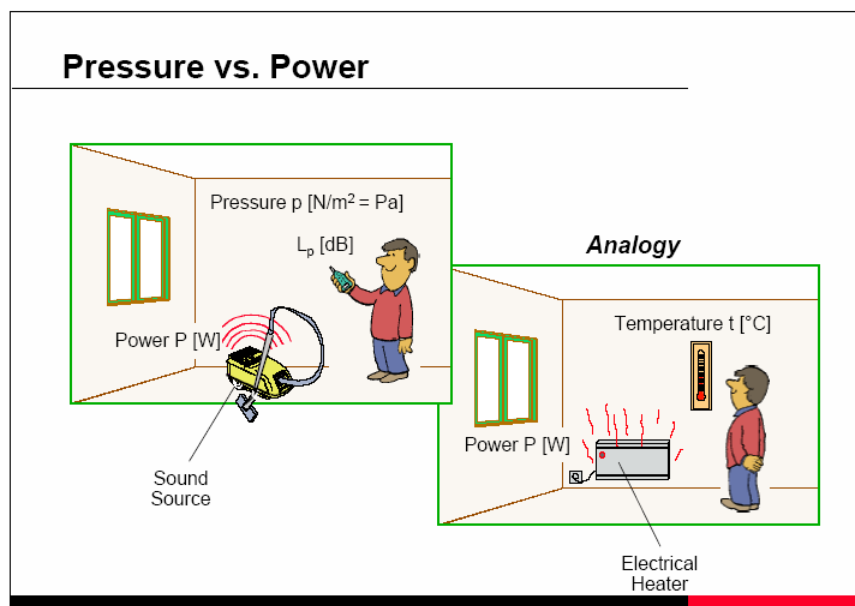 Pressure vs. Power
Pressure p [N/m² = Pa]
Lₚ [dB]
Power P [W]
Sound
Source
Analogy
Temperature t [°C]
Power P [W]
Electrical
Heater